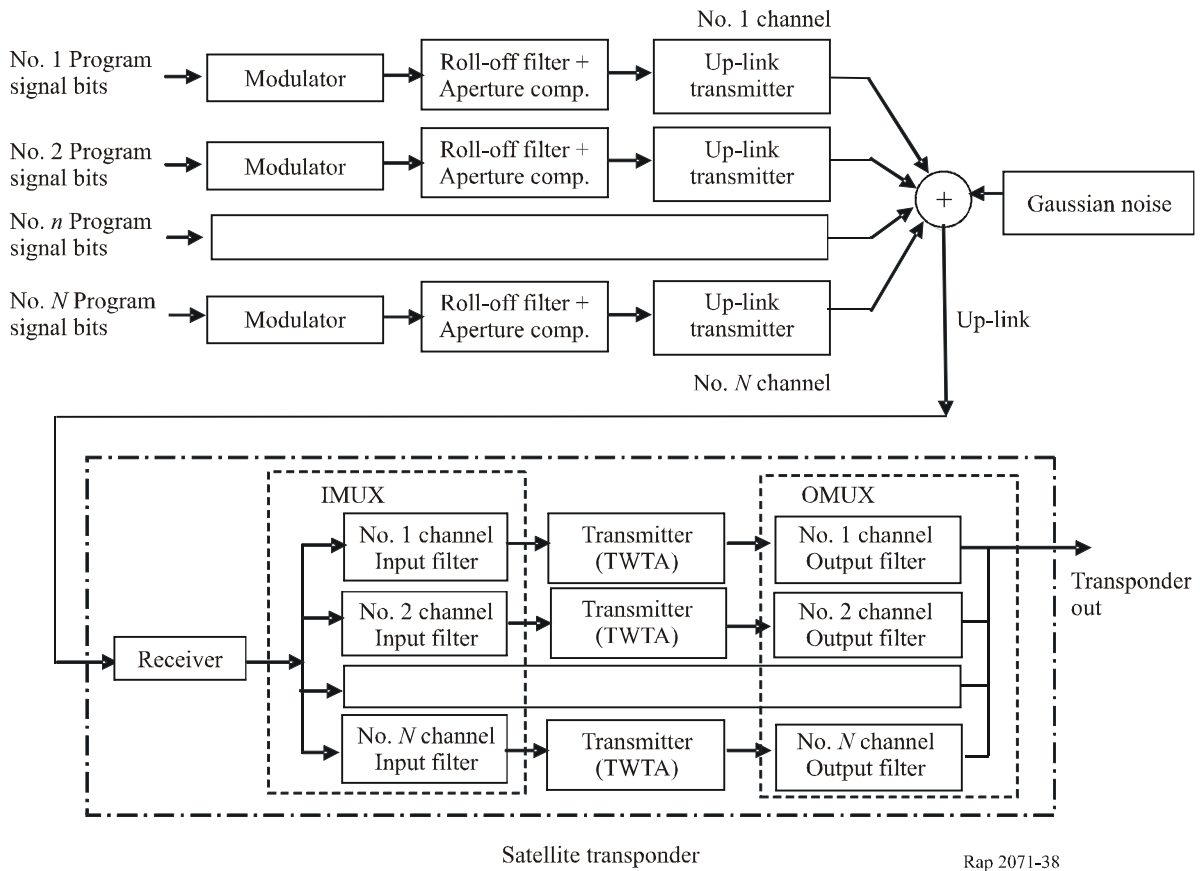 No. 1 channel
No. 1 Program
signal bits
Modulator
Roll-off filter +
Aperture comp.
Up-link
transmitter
No. 2 Program
signal bits
Modulator
Roll-off filter +
Aperture comp.
Up-link
transmitter
+
Gaussian noise
No. n Program
signal bits
No. N Program
signal bits
Modulator
Roll-off filter +
Aperture comp.
Up-link
transmitter
Up-link
No. N channel
IMUX
OMUX
No. 1 channel
Input filter
Transmitter
(TWTA)
No. 1 channel
Output filter
Transponder
out
No. 2 channel
Input filter
Transmitter
(TWTA)
No. 2 channel
Output filter
Receiver
No. N channel
Input filter
Transmitter
(TWTA)
No. N channel
Output filter
Satellite transponder
Rap 2071-38